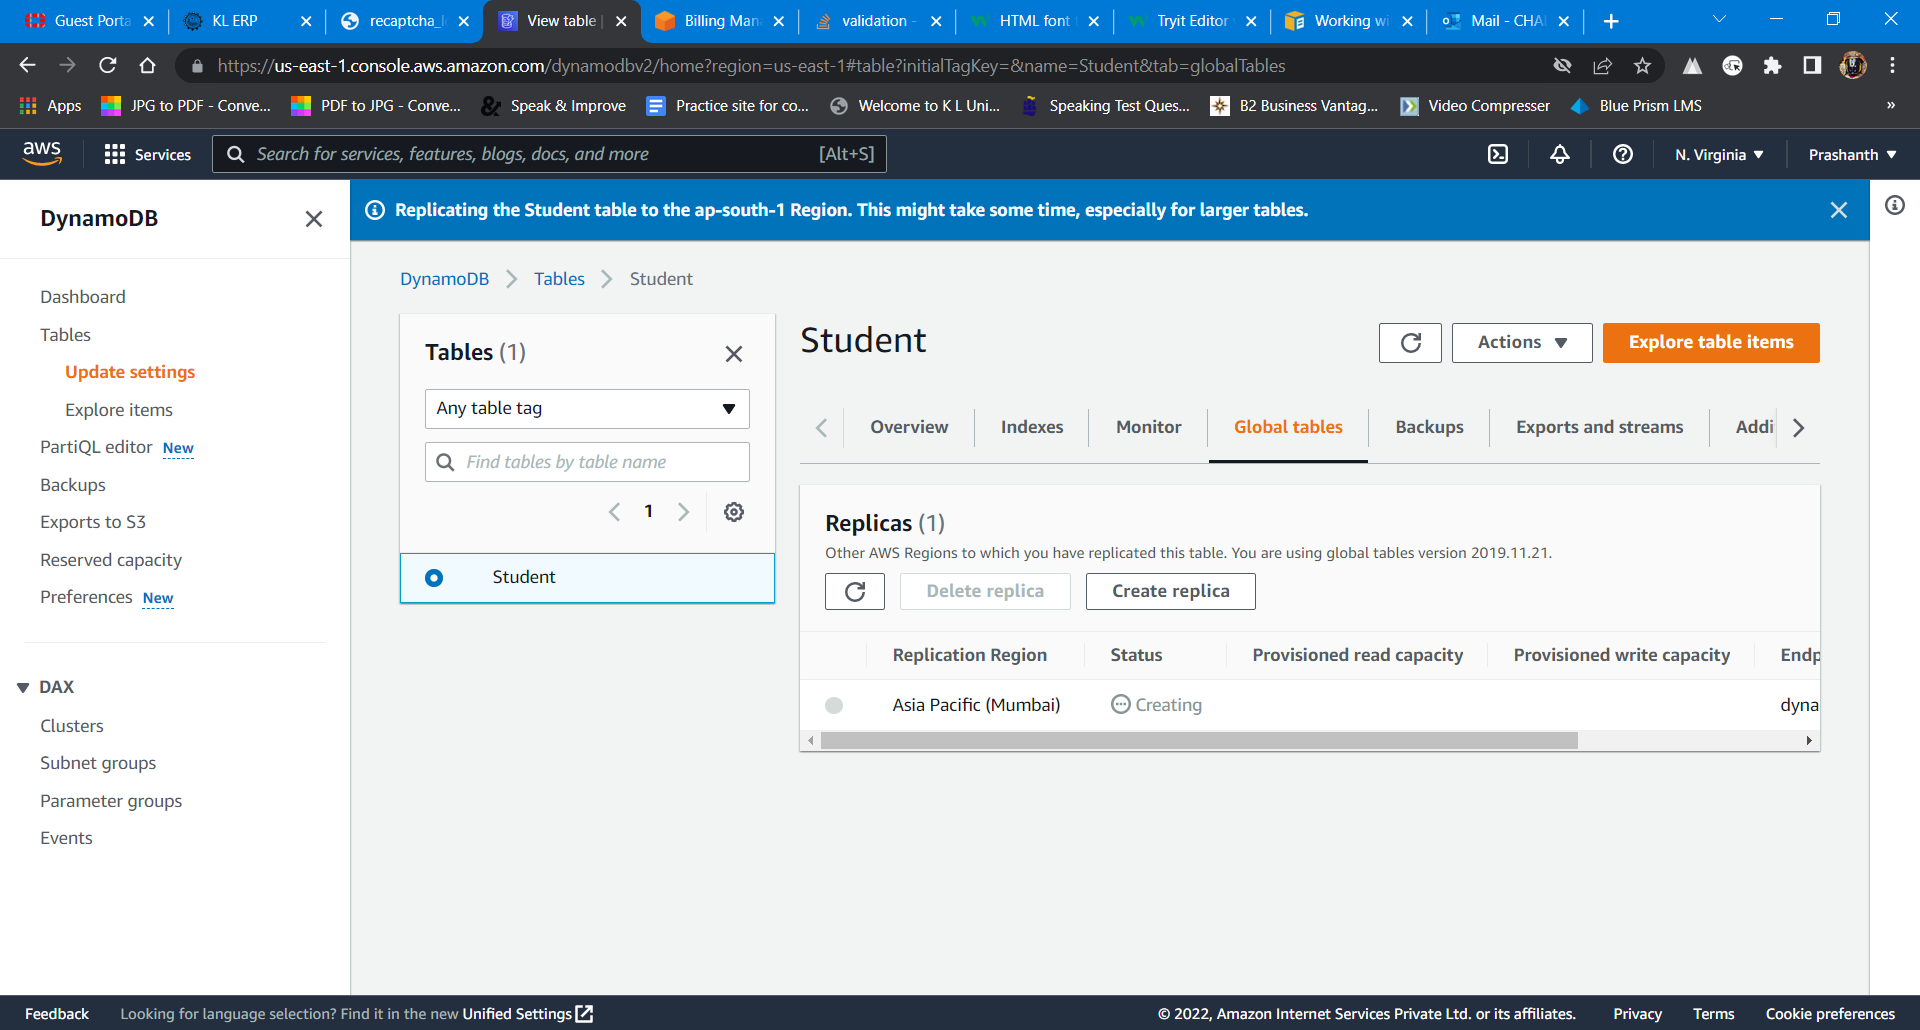 Guest Porta
KL ERP
recaptcha_l
View table |
Billing Man
validation -
HTML font
Tryit Editor
Working wi
Mail - CHA
https://us-east-1.console.aws.amazon.com/dynamodbv2/home?region=us-east-1#table?initialTagKey=&name=Student&tab=globalTables
Apps
JPG to PDF - Conve...
PDF to JPG - Conve...
Speak & Improve
Practice site for co...
Welcome to K L Uni...
Speaking Test Ques...
B2 Business Vantag...
Video Compresser
Blue Prism LMS
»
aws
Services
Search for services, features, blogs, docs, and more
[Alt+S]
N. Virginia
Prashanth
DynamoDB
Replicating the Student table to the ap-south-1 Region. This might take some time, especially for larger tables.
Dashboard
Tables
Update settings
Explore items
PartiQL editor New
Backups
Exports to S3
Reserved capacity
Preferences New
DAX
Clusters
Subnet groups
Parameter groups
Events
DynamoDB
Tables
Student
Tables (1)
Any table tag
Find tables by table name
1
Student
Student
Actions
Explore table items
Overview
Indexes
Monitor
Global tables
Backups
Exports and streams
Addi
Replicas (1)
Other AWS Regions to which you have replicated this table. You are using global tables version 2019.11.21.
Delete replica
Create replica
Replication Region
Status
Provisioned read capacity
Provisioned write capacity
Endp
Asia Pacific (Mumbai)
Creating
dyna
Feedback
Looking for language selection? Find it in the new Unified Settings
© 2022, Amazon Internet Services Private Ltd. or its affiliates.
Privacy
Terms
Cookie preferences